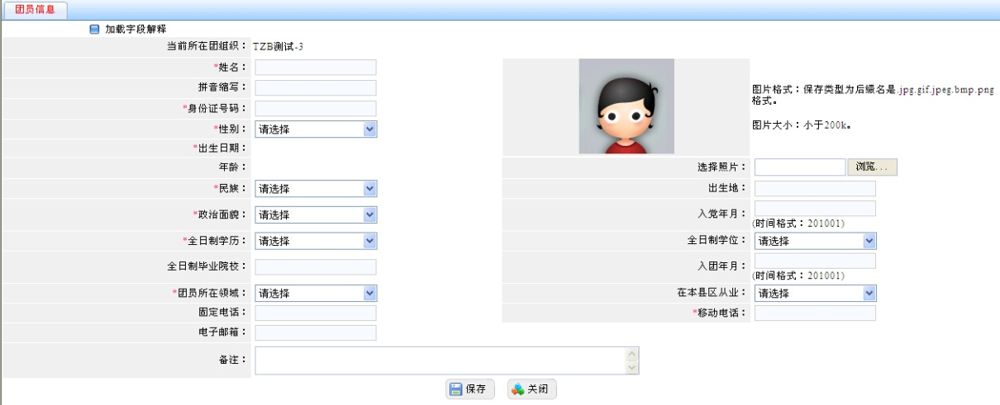 团员信息
加载字段解释
当前所在团组织： TZB测试-3
*姓名：
拼音缩写：
图片格式：保存类型为后缀名是.jpg.gif.jpeg.bmp.png
格式。
*身份证号码：
*性别： 请选择
图片大小：小于200k。
*出生日期：
年龄：
选择照片： 浏览...
*民族： 请选择
出生地：
*政治面貌： 请选择
入党年月：
(时间格式：201001)
*全日制学历： 请选择
全日制学位： 请选择
全日制毕业院校：
入团年月：
(时间格式：201001)
*团员所在领域： 请选择
在本县区从业： 请选择
固定电话：
*移动电话：
电子邮箱：
备注：
保存 关闭